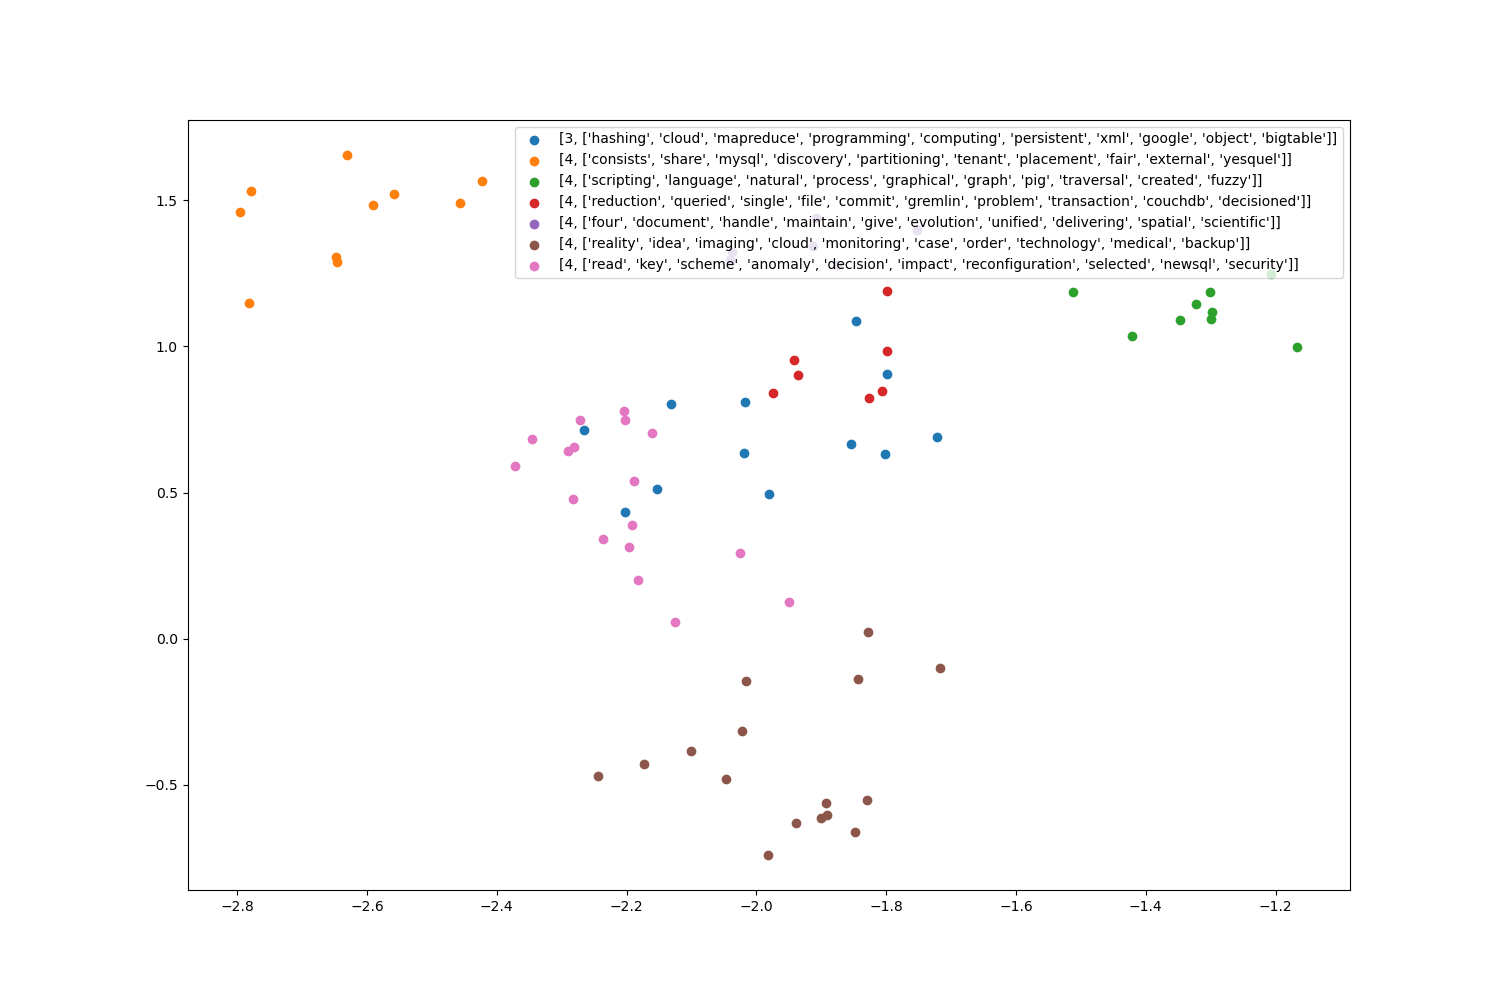 [3, ['hashing', 'cloud', 'mapreduce', 'programming', 'computing', 'persistent', 'xml', 'google', 'object', 'bigtable']]
[4, ['consists', 'share', 'mysql', 'discovery', 'partitioning', 'tenant', 'placement', 'fair', 'external', 'yesquel']]
[4, ['scripting', 'language', 'natural', 'process', 'graphical', 'graph', 'pig', 'traversal', 'created', 'fuzzy']]
[4, ['reduction', 'queried', 'single', 'file', 'commit', 'gremlin', 'problem', 'transaction', 'couchdb', 'decisioned']]
[4, ['four', 'document', 'handle', 'maintain', 'give', 'evolution', 'unified', 'delivering', 'spatial', 'scientific']]
[4, ['reality', 'idea', 'imaging', 'cloud', 'monitoring', 'case', 'order', 'technology', 'medical', 'backup']]
[4, ['read', 'key', 'scheme', 'anomaly', 'decision', 'impact', 'reconfiguration', 'selected', 'newsql', 'security']]
1.5
1.0
0.5
0.0
−0.5
−2.8 −2.6 −2.4 −2.2 −2.0 −1.8 −1.6 −1.4 −1.2